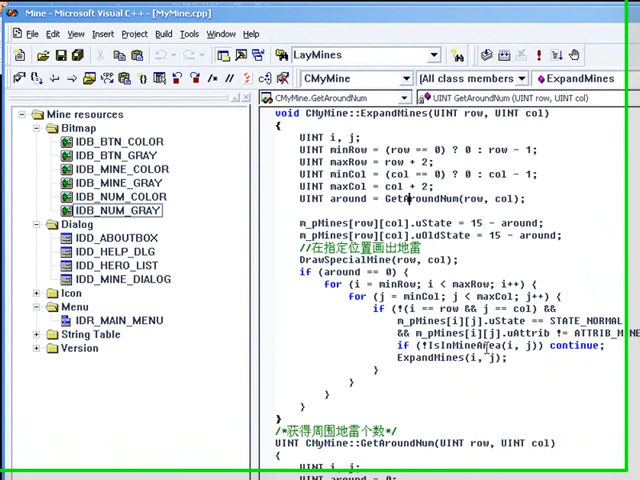 Mine - Microsoft Visual C++ - [MyMine.cpp]
File Edit View Insert Project Build Tools Window Help
LayMines
CMyMine [All class members] ExpandMines
CMyMine.GetAroundNum UINT GetAroundNum (UINT row, UINT col)
Mine resources
Bitmap
IDB_BTN_COLOR
IDB_BTN_GRAY
IDB_MINE_COLOR
IDB_MINE_GRAY
IDB_NUM_COLOR
IDB_NUM_GRAY
Dialog
IDD_ABOUTBOX
IDD_HELP_DLG
IDD_HERO_LIST
IDD_MINE_DIALOG
Icon
Menu
IDR_MAIN_MENU
String Table
Version
void CMyMine::ExpandMines(UINT row, UINT col)
{
UINT i, j;
UINT minRow = (row == 0) ? 0 : row - 1;
UINT maxRow = row + 2;
UINT minCol = (col == 0) ? 0 : col - 1;
UINT maxCol = col + 2;
UINT around = GetAroundNum(row, col);
m_pMines[row][col].uState = 15 - around;
m_pMines[row][col].uOldState = 15 - around;
//在指定位置画出地雷
DrawSpecialMine(row, col);
if (around == 0) {
for (i = minRow; i < maxRow; i++) {
for (j = minCol; j < maxCol; j++) {
if (!(i == row && j == col) &&
m_pMines[i][j].uState == STATE_NORMAL
&& m_pMines[i][j].uAttrib != ATTRIB_MINE
if (!IsInMineArea(i, j)) continue;
ExpandMines(i, j);
}
}
}
}
}
/*获得周围地雷个数*/
UINT CMyMine::GetAroundNum(UINT row, UINT col)
{
UINT i, j;
UINT around = 0;